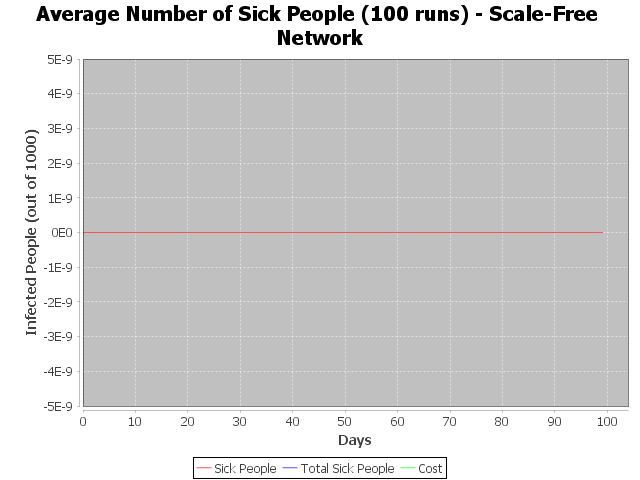 Average Number of Sick People (100 runs) - Scale-Free
Network
5E-9
4E-9
3E-9
2E-9
1E-9
0E0
-1E-9
-2E-9
-3E-9
-4E-9
-5E-9
Infected People (out of 1000)
0 10 20 30 40 50 60 70 80 90 100
Days
Sick People Total Sick People Cost